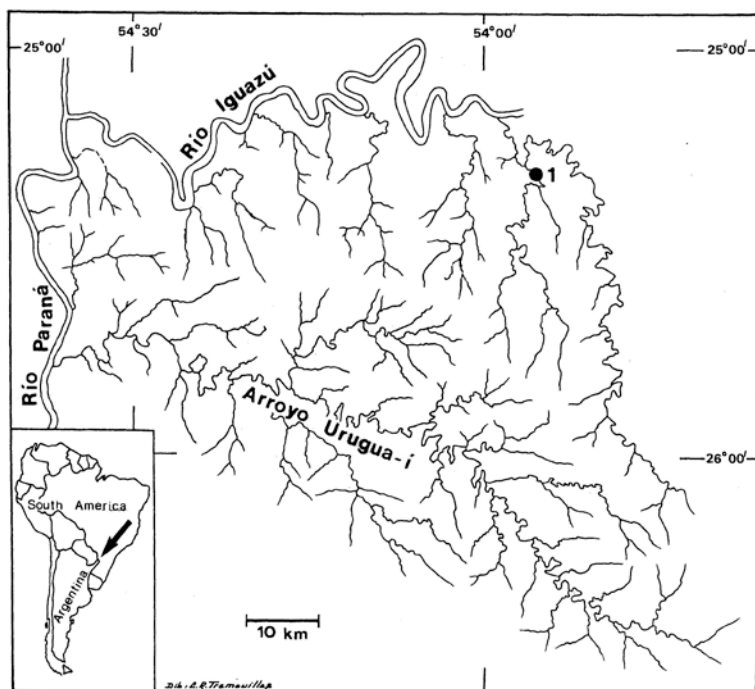 54°30′ 54°00′
25°00′ 25°00′
Río Iguazú
1
Río Paraná
Arroyo Urugua-í
26°00′
South America
Argentina
10 km